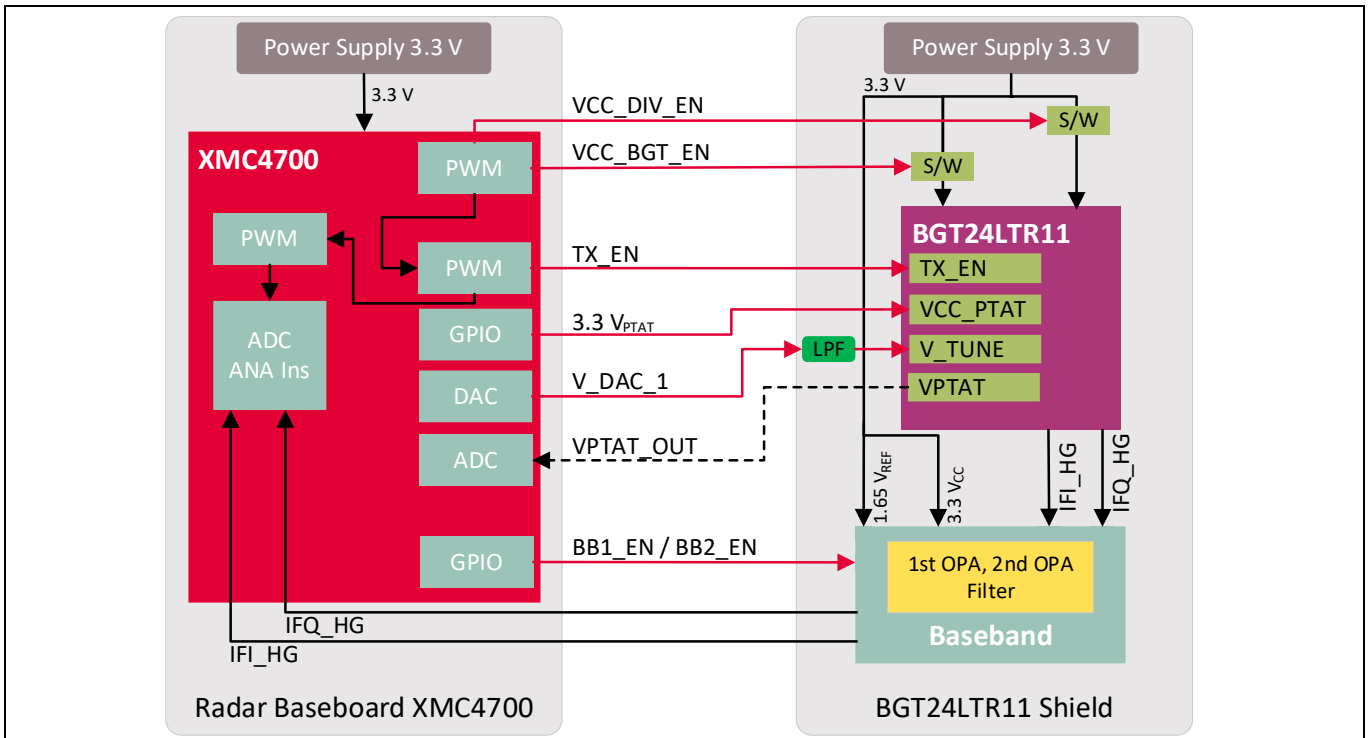 Power Supply 3.3 V
Power Supply 3.3 V
3.3 V
3.3 V
VCC_DIV_EN
S/W
XMC4700
PWM
VCC_BGT_EN
S/W
PWM
BGT24LTR11
PWM
TX_EN
TX_EN
GPIO
3.3 VPTAT
VCC_PTAT
ADC
ANA Ins
LPF
V_TUNE
DAC
V_DAC_1
VPTAT
ADC
VPTAT_OUT
1.65 VREF
3.3 VCC
IFI_HG
IFQ_HG
GPIO
BB1_EN / BB2_EN
1st OPA, 2nd OPA
Filter
Baseband
IFQ_HG
IFI_HG
Radar Baseboard XMC4700
BGT24LTR11 Shield